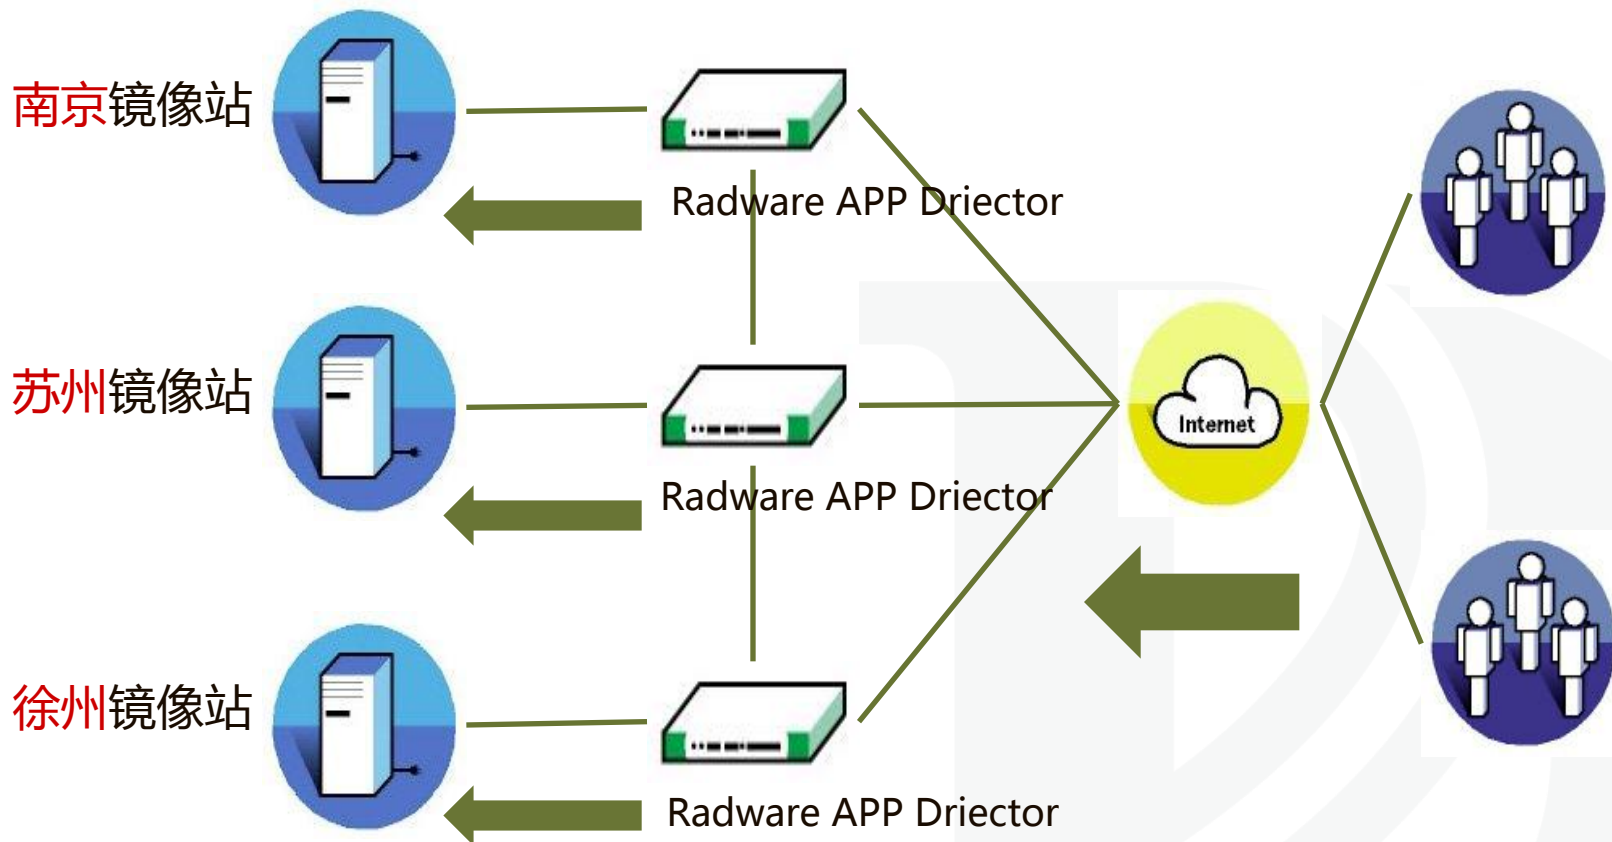 南京镜像站
Radware APP Driector
苏州镜像站
Internet
Radware APP Driector
徐州镜像站
Radware APP Driector